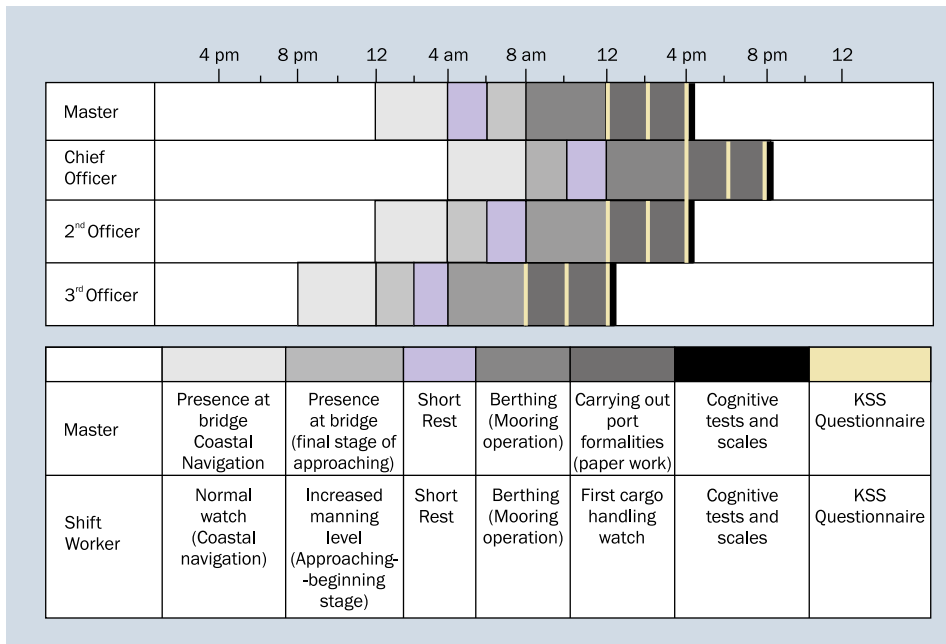 4 pm 8 pm 12 4 am 8 am 12 4 pm 8 pm 12
Master
Chief
Officer
2nd Officer
3rd Officer
Master
Presence at
bridge
Coastal
Navigation
Presence
at bridge
(final stage of
approaching)
Short
Rest
Berthing
(Mooring
operation)
Carrying out
port
formalities
(paper work)
Cognitive
tests and
scales
KSS
Questionnaire
Shift
Worker
Normal
watch
(Coastal
navigation)
Increased
manning
level
(Approaching-
-beginning
stage)
Short
Rest
Berthing
(Mooring
operation)
First cargo
handling
watch
Cognitive
tests and
scales
KSS
Questionnaire